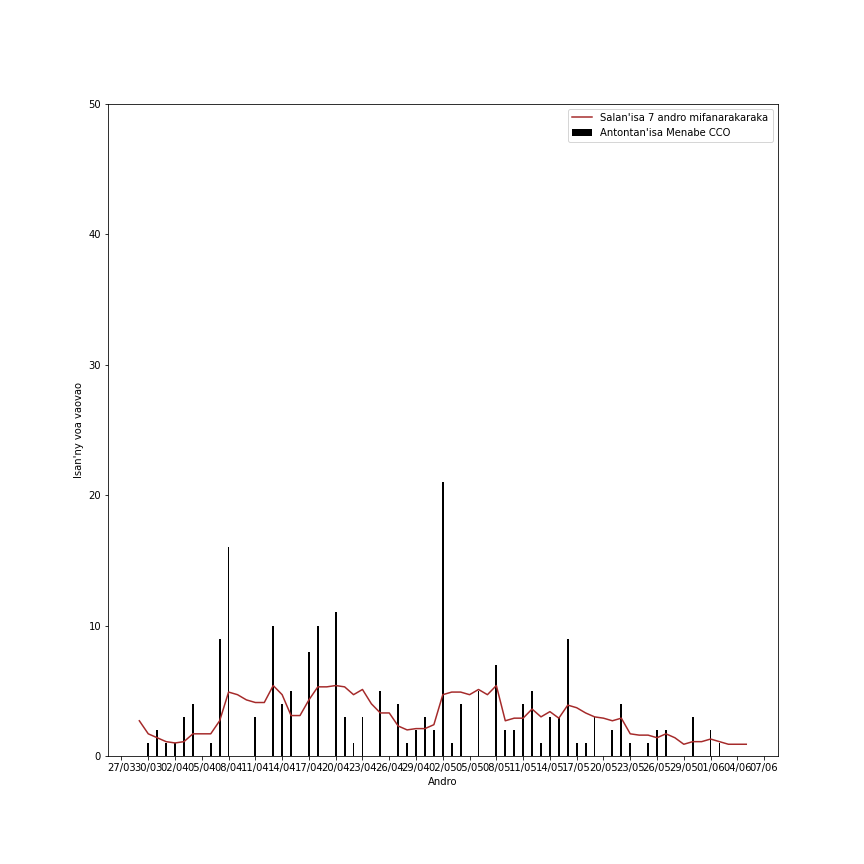 Salan'isa 7 andro mifanarakaraka
Antontan'isa Menabe CCO
50
40
30
20
10
0
Isan'ny voa vaovao
27/03 30/03 02/04 05/04 08/04 11/04 14/04 17/04 20/04 23/04 26/04 29/04 02/05 05/05 08/05 11/05 14/05 17/05 20/05 23/05 26/05 29/05 01/06 04/06 07/06
Andro